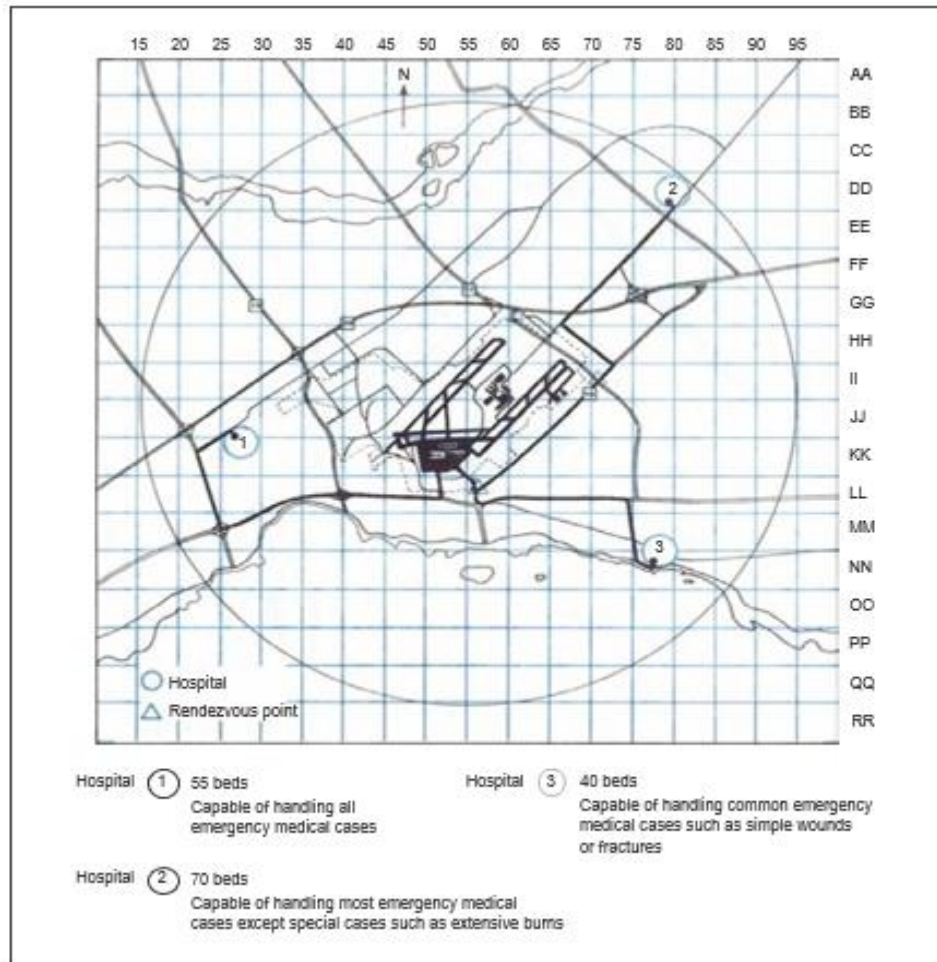 15 20 25 30 35 40 45 50 55 60 65 70 75 80 85 90 95
N
AA
BB
CC
DD
EE
FF
GG
HH
II
JJ
KK
LL
MM
NN
OO
PP
QQ
RR
2
1
3
Hospital
Rendezvous point
Hospital 1 55 beds
Capable of handling all
emergency medical cases
Hospital 3 40 beds
Capable of handling common emergency
medical cases such as simple wounds
or fractures
Hospital 2 70 beds
Capable of handling most emergency medical
cases except special cases such as extensive burns